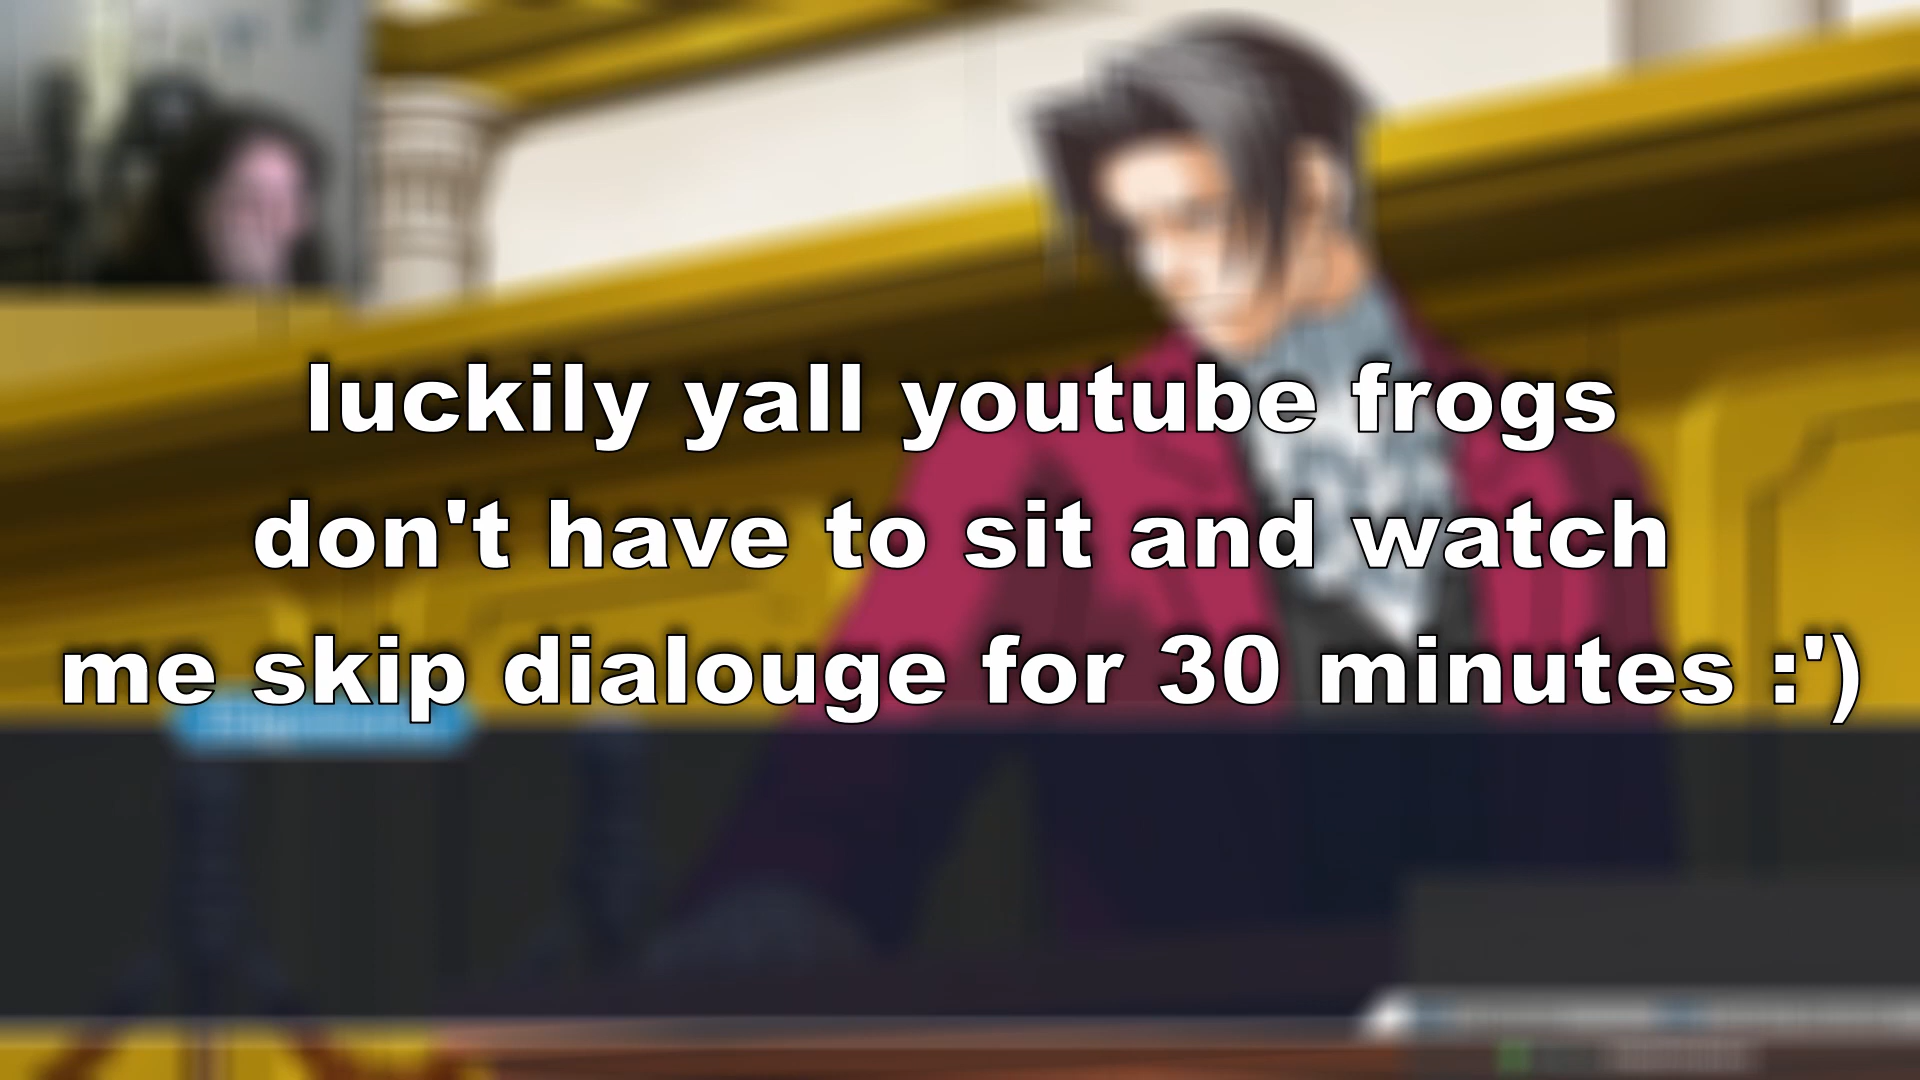 luckily yall youtube frogs
don't have to sit and watch
me skip dialouge for 30 minutes :')